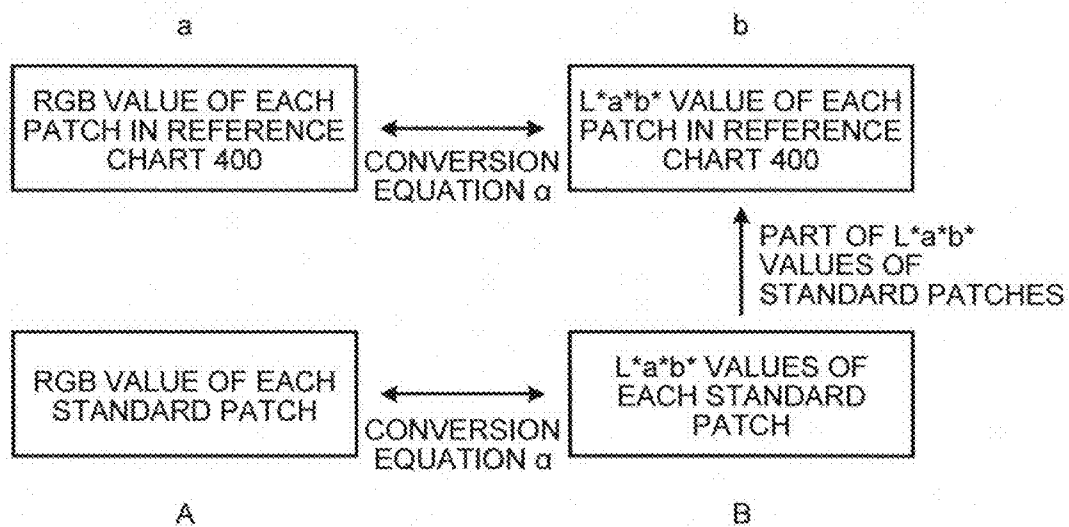 a
b
RGB VALUE OF EACH
PATCH IN REFERENCE
CHART 400
CONVERSION
EQUATION α
L*a*b* VALUE OF EACH
PATCH IN REFERENCE
CHART 400
PART OF L*a*b*
VALUES OF
STANDARD PATCHES
RGB VALUE OF EACH
STANDARD PATCH
CONVERSION
EQUATION α
L*a*b* VALUES OF
EACH STANDARD
PATCH
A
B